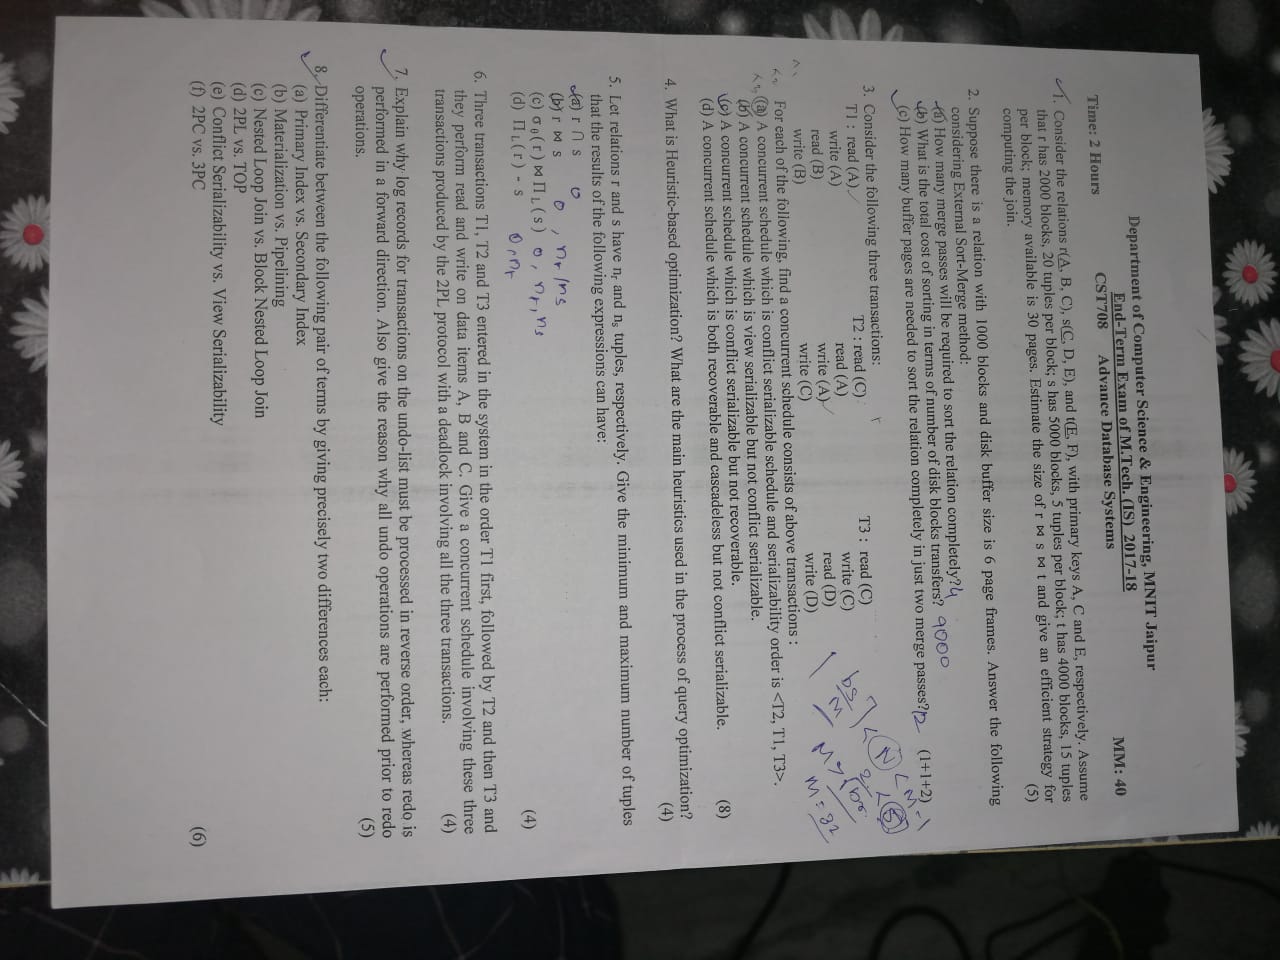 Department of Computer Science & Engineering, MNIT Jaipur
End-Term Exam of M.Tech. (IS) 2017-18
CST708 Advance Database Systems
Time: 2 Hours MM: 40
1. Consider the relations r(A, B, C), s(C, D, E), and t(E, F), with primary keys A, C and E, respectively. Assume
that r has 2000 blocks, 20 tuples per block; s has 5000 blocks, 5 tuples per block; t has 4000 blocks, 15 tuples
per block; memory available is 30 pages. Estimate the size of r ⋈ s ⋈ t and give an efficient strategy for
computing the join. (5)
2. Suppose there is a relation with 1000 blocks and disk buffer size is 6 page frames. Answer the following
considering External Sort-Merge method:
(a) How many merge passes will be required to sort the relation completely? 4
(b) What is the total cost of sorting in terms of number of disk blocks transfers? 9000
(c) How many buffer pages are needed to sort the relation completely in just two merge passes? (1+1+2)
3. Consider the following three transactions:
T1 : read (A) T2 : read (C) T3 : read (C)
write (A) read (A) write (C)
read (B) write (A) read (D)
write (B) write (C) write (D)
For each of the following, find a concurrent schedule consists of above transactions :
(a) A concurrent schedule which is conflict serializable schedule and serializability order is <T2, T1, T3>.
(b) A concurrent schedule which is view serializable but not conflict serializable.
(c) A concurrent schedule which is conflict serializable but not recoverable.
(d) A concurrent schedule which is both recoverable and cascadeless but not conflict serializable. (8)
4. What is Heuristic-based optimization? What are the main heuristics used in the process of query optimization?
(4)
5. Let relations r and s have nr and ns tuples, respectively. Give the minimum and maximum number of tuples
that the results of the following expressions can have:
(a) r ∩ s 0
(b) r ⋈ s 0, nr/ns
(c) σθ(r) ⋈ ΠL(s) 0, nr, ns
(d) ΠL(r) - s 0, nr (4)
6. Three transactions T1, T2 and T3 entered in the system in the order T1 first, followed by T2 and then T3 and
they perform read and write on data items A, B and C. Give a concurrent schedule involving these three
transactions produced by the 2PL protocol with a deadlock involving all the three transactions. (4)
7. Explain why log records for transactions on the undo-list must be processed in reverse order, whereas redo is
performed in a forward direction. Also give the reason why all undo operations are performed prior to redo
operations. (5)
8. Differentiate between the following pair of terms by giving precisely two differences each:
(a) Primary Index vs. Secondary Index
(b) Materialization vs. Pipelining
(c) Nested Loop Join vs. Block Nested Loop Join
(d) 2PL vs. TOP
(e) Conflict Serializability vs. View Serializability
(f) 2PC vs. 3PC (6)
M = 32